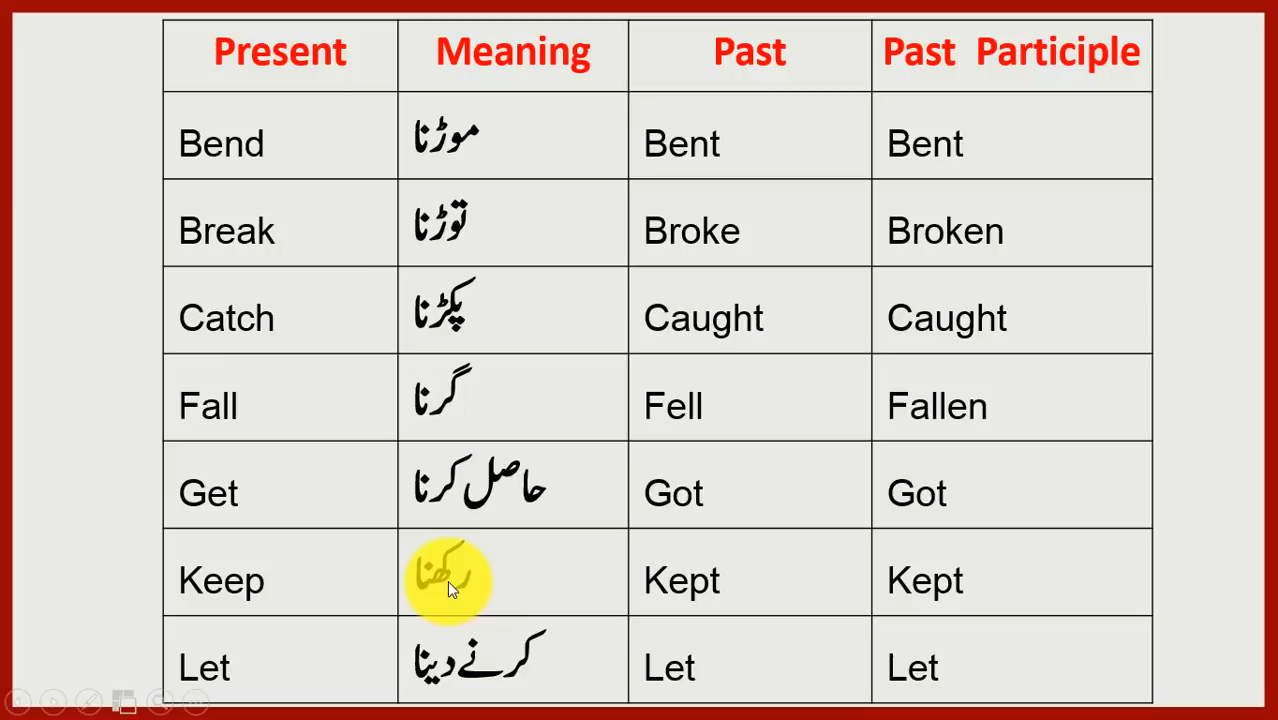 Present Meaning Past Past Participle
Bend موڑنا Bent Bent
Break توڑنا Broke Broken
Catch پکڑنا Caught Caught
Fall گرنا Fell Fallen
Get حاصل کرنا Got Got
Keep رکھنا Kept Kept
Let کرنے دینا Let Let